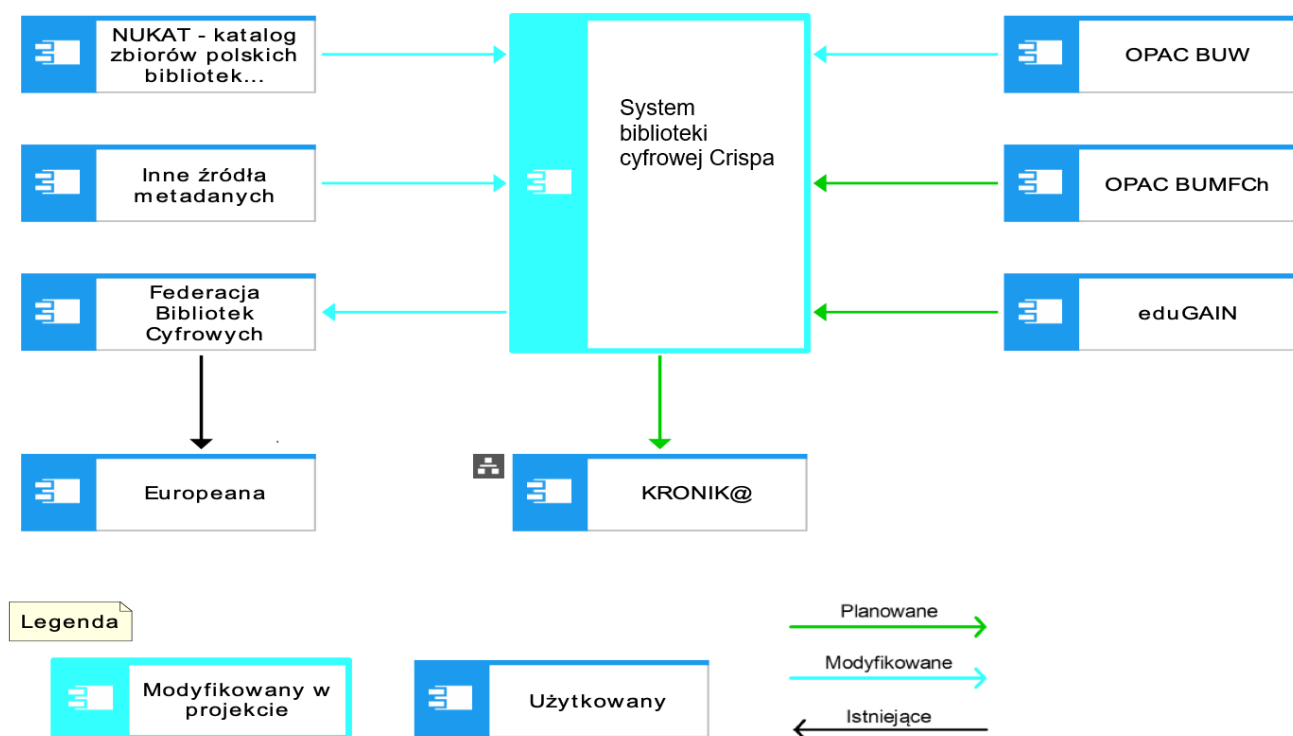 NUKAT - katalog
zbiorów polskich
bibliotek...
OPAC BUW
System
biblioteki
cyfrowej Crispa
Inne źródła
metadanych
OPAC BUMFCh
Federacja
Bibliotek
Cyfrowych
eduGAIN
Europeana
KRONIK@
Legenda
Planowane
Modyfikowany w
projekcie
Użytkowany
Modyfikowane
Istniejące